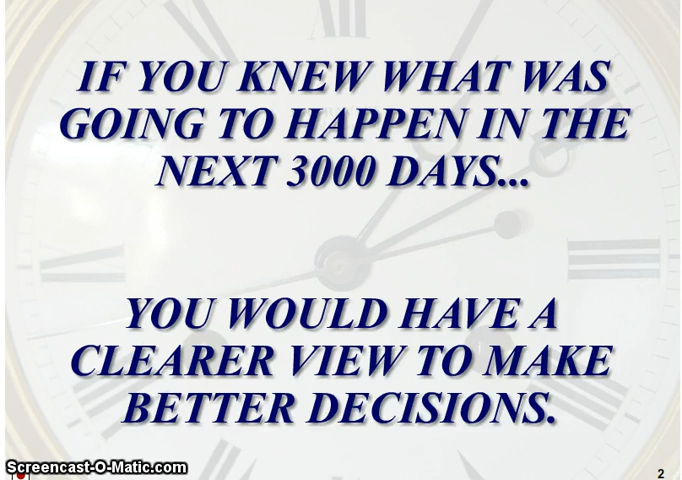 IF YOU KNEW WHAT WAS
GOING TO HAPPEN IN THE
NEXT 3000 DAYS...
YOU WOULD HAVE A
CLEARER VIEW TO MAKE
BETTER DECISIONS.
Screencast-O-Matic.com
2